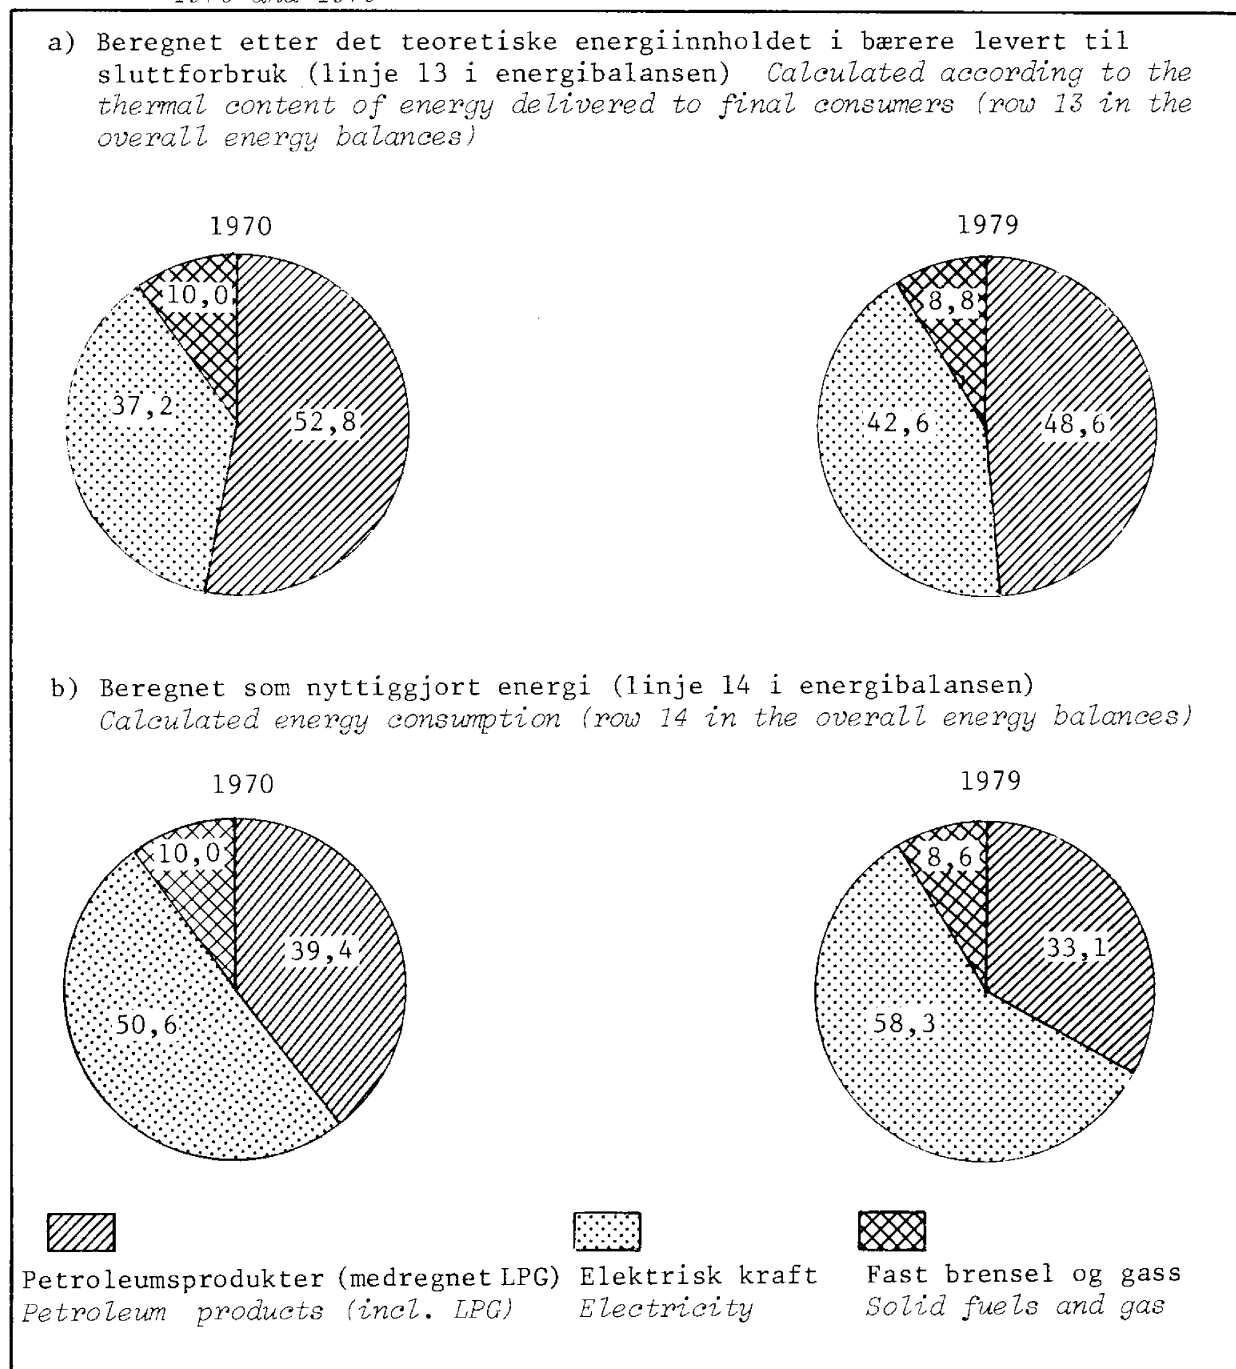 1970 and 1979
a) Beregnet etter det teoretiske energiinnholdet i bærere levert til
sluttforbruk (linje 13 i energibalansen) Calculated according to the
thermal content of energy delivered to final consumers (row 13 in the
overall energy balances)
1970
1979
10,0
8,8
37,2
52,8
42,6
48,6
b) Beregnet som nyttiggjort energi (linje 14 i energibalansen)
Calculated energy consumption (row 14 in the overall energy balances)
1970
1979
10,0
8,6
39,4
33,1
50,6
58,3
Petroleumsprodukter (medregnet LPG) Elektrisk kraft Fast brensel og gass
Petroleum products (incl. LPG) Electricity Solid fuels and gas